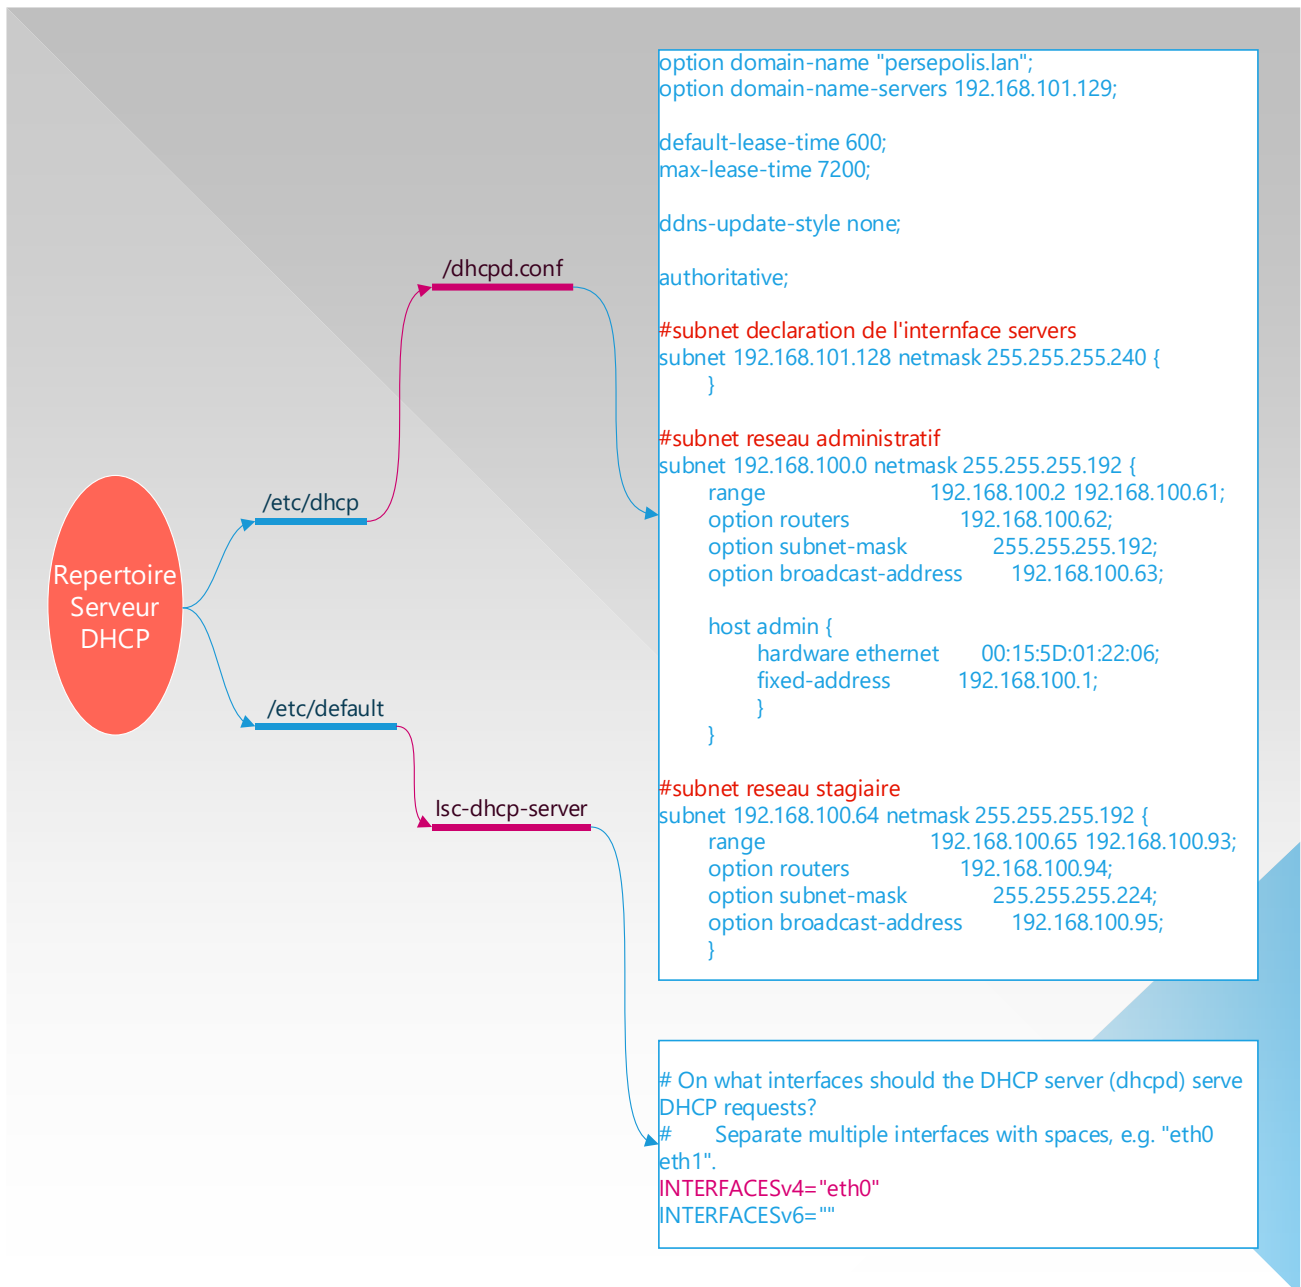 Repertoire
Serveur
DHCP
/etc/dhcp
/etc/default
/dhcpd.conf
Isc-dhcp-server
option domain-name "persepolis.lan";
option domain-name-servers 192.168.101.129;
default-lease-time 600;
max-lease-time 7200;
ddns-update-style none;
authoritative;
#subnet declaration de l'internface servers
subnet 192.168.101.128 netmask 255.255.255.240 {
}
#subnet reseau administratif
subnet 192.168.100.0 netmask 255.255.255.192 {
range 192.168.100.2 192.168.100.61;
option routers 192.168.100.62;
option subnet-mask 255.255.255.192;
option broadcast-address 192.168.100.63;
host admin {
hardware ethernet 00:15:5D:01:22:06;
fixed-address 192.168.100.1;
}
}
#subnet reseau stagiaire
subnet 192.168.100.64 netmask 255.255.255.192 {
range 192.168.100.65 192.168.100.93;
option routers 192.168.100.94;
option subnet-mask 255.255.255.224;
option broadcast-address 192.168.100.95;
}
# On what interfaces should the DHCP server (dhcpd) serve
DHCP requests?
# Separate multiple interfaces with spaces, e.g. "eth0
eth1".
INTERFACESv4="eth0"
INTERFACESv6=""